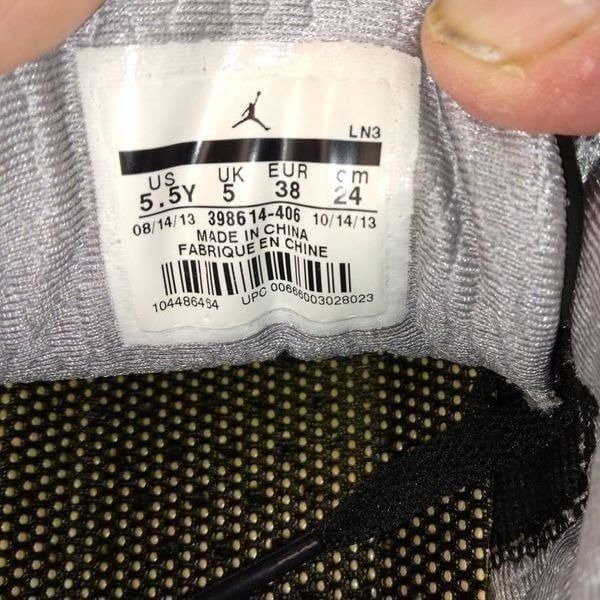 LN3
US UK EUR cm
5.5Y 5 38 24
08/14/13 398614-406 10/14/13
MADE IN CHINA
FABRIQUE EN CHINE
104486484 UPC 00666003028023